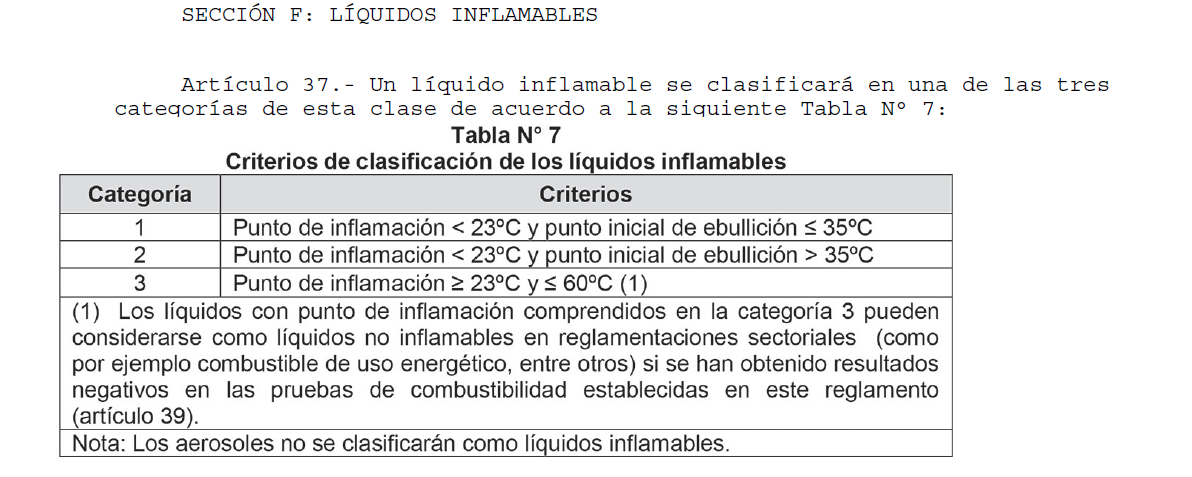 SECCIÓN F: LÍQUIDOS INFLAMABLES
Artículo 37.- Un líquido inflamable se clasificará en una de las tres
categorías de esta clase de acuerdo a la siguiente Tabla Nº 7:
Tabla N° 7
Criterios de clasificación de los líquidos inflamables
Categoría Criterios
1 Punto de inflamación < 23ºC y punto inicial de ebullición ≤ 35ºC
2 Punto de inflamación < 23ºC y punto inicial de ebullición > 35ºC
3 Punto de inflamación ≥ 23ºC y ≤ 60ºC (1)
(1) Los líquidos con punto de inflamación comprendidos en la categoría 3 pueden
considerarse como líquidos no inflamables en reglamentaciones sectoriales (como
por ejemplo combustible de uso energético, entre otros) si se han obtenido resultados
negativos en las pruebas de combustibilidad establecidas en este reglamento
(artículo 39).
Nota: Los aerosoles no se clasificarán como líquidos inflamables.